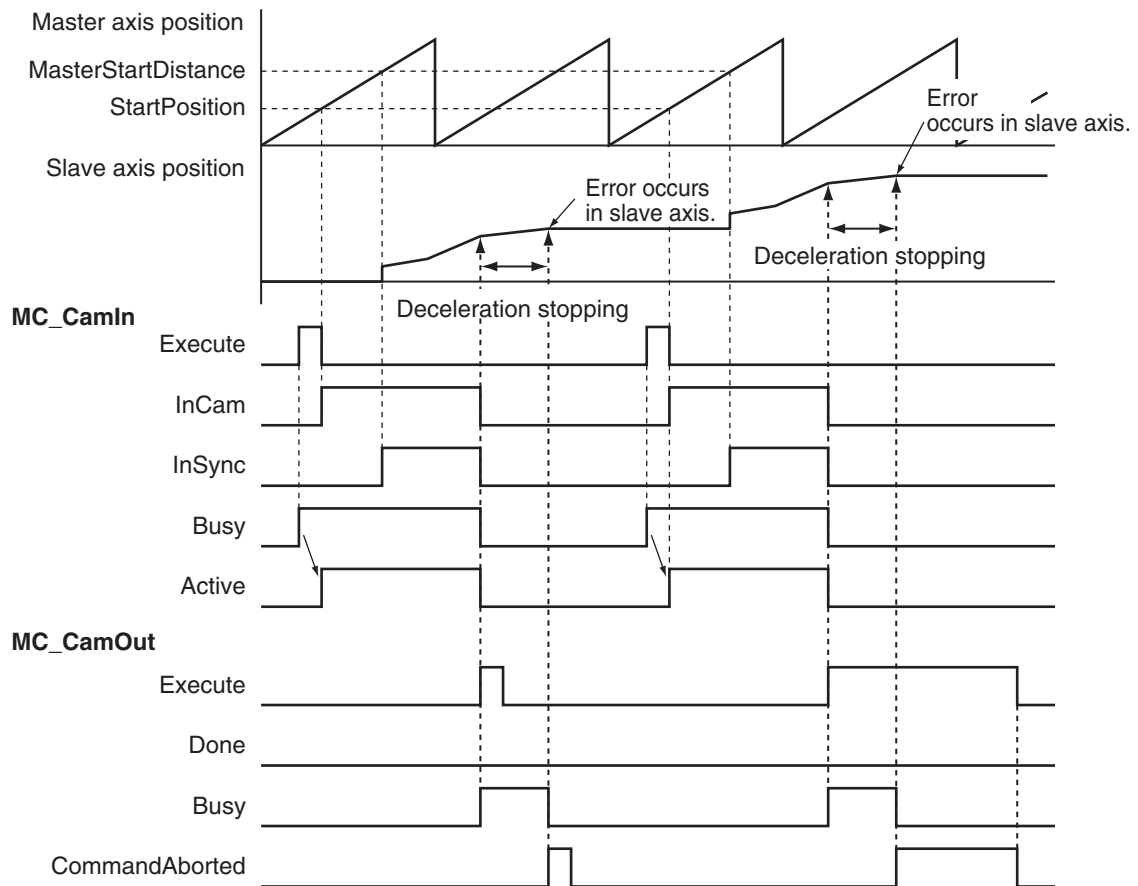 Master axis position
MasterStartDistance
StartPosition
Error
occurs in slave axis.
Slave axis position
Error occurs
in slave axis.
Deceleration stopping
Deceleration stopping
MC_CamIn
Execute
InCam
InSync
Busy
Active
MC_CamOut
Execute
Done
Busy
CommandAborted